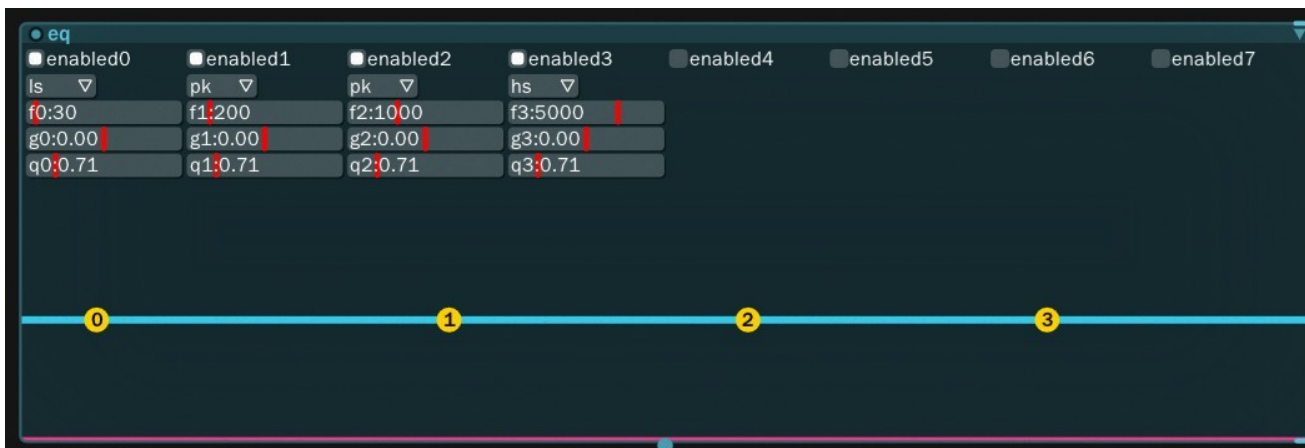 eq
enabled0 enabled1 enabled2 enabled3 enabled4 enabled5 enabled6 enabled7
ls pk pk hs
f0:30 f1:200 f2:1000 f3:5000
g0:0.00 g1:0.00 g2:0.00 g3:0.00
q0:0.71 q1:0.71 q2:0.71 q3:0.71
0 1 2 3